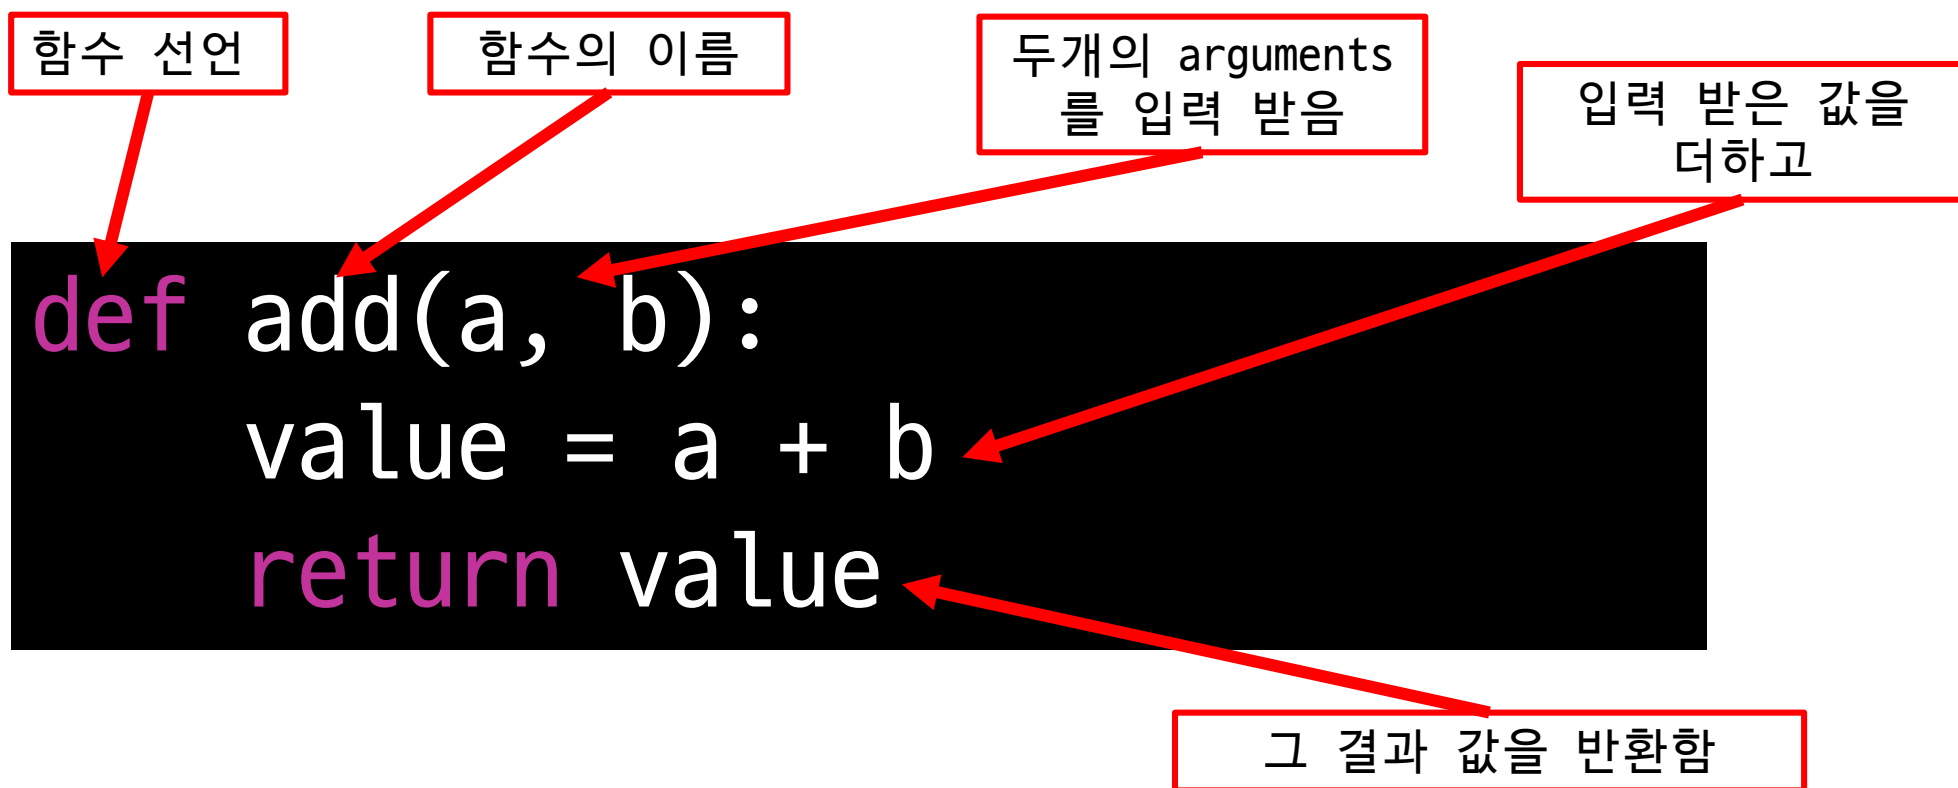 함수 선언
함수의 이름
두개의 arguments
를 입력 받음
입력 받은 값을
더하고
def add(a, b):
value = a + b
return value
그 결과 값을 반환함